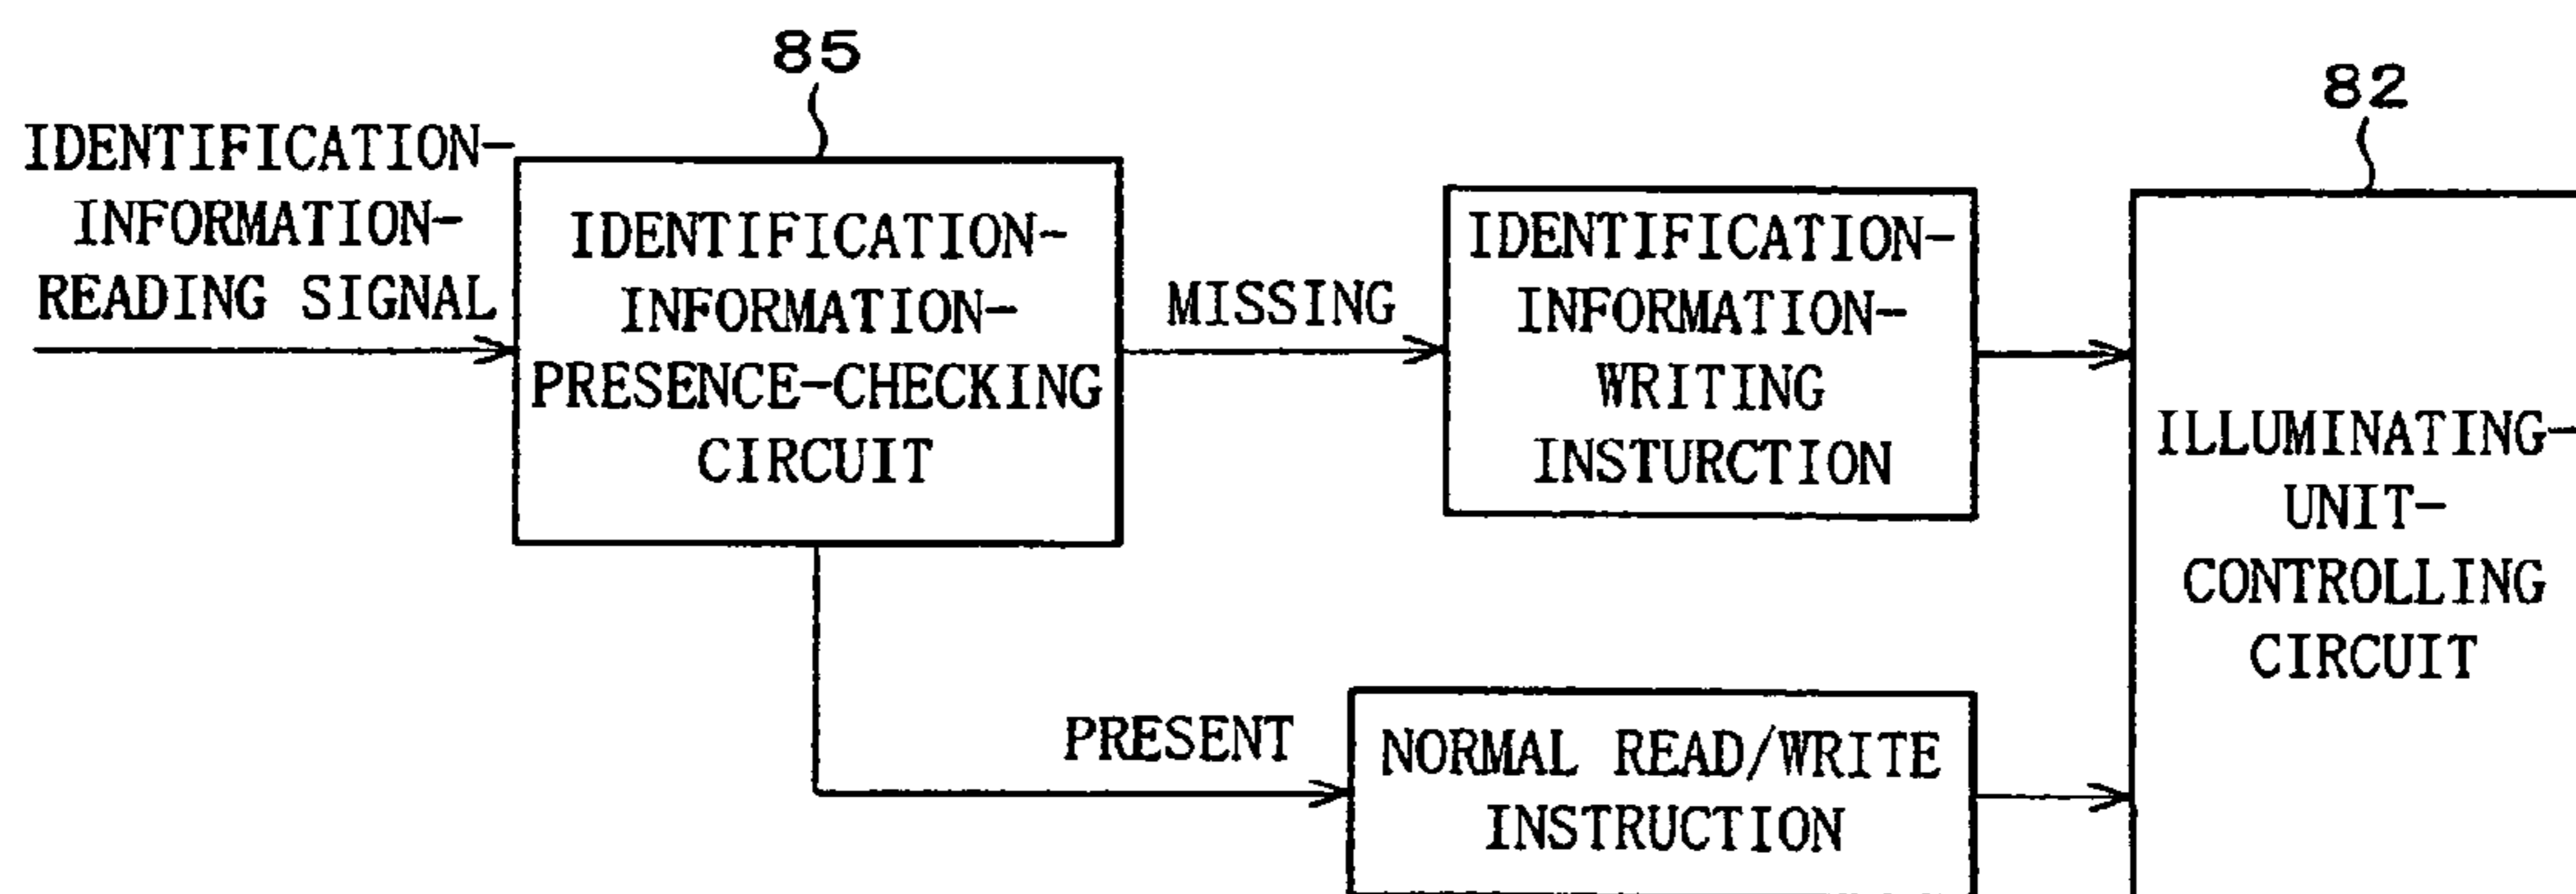 85
82
IDENTIFICATION-
INFORMATION-
READING SIGNAL
IDENTIFICATION-
INFORMATION-
PRESENCE-CHECKING
CIRCUIT
MISSING
IDENTIFICATION-
INFORMATION-
WRITING
INSTURCTION
ILLUMINATING-
UNIT-
CONTROLLING
CIRCUIT
PRESENT
NORMAL READ/WRITE
INSTRUCTION